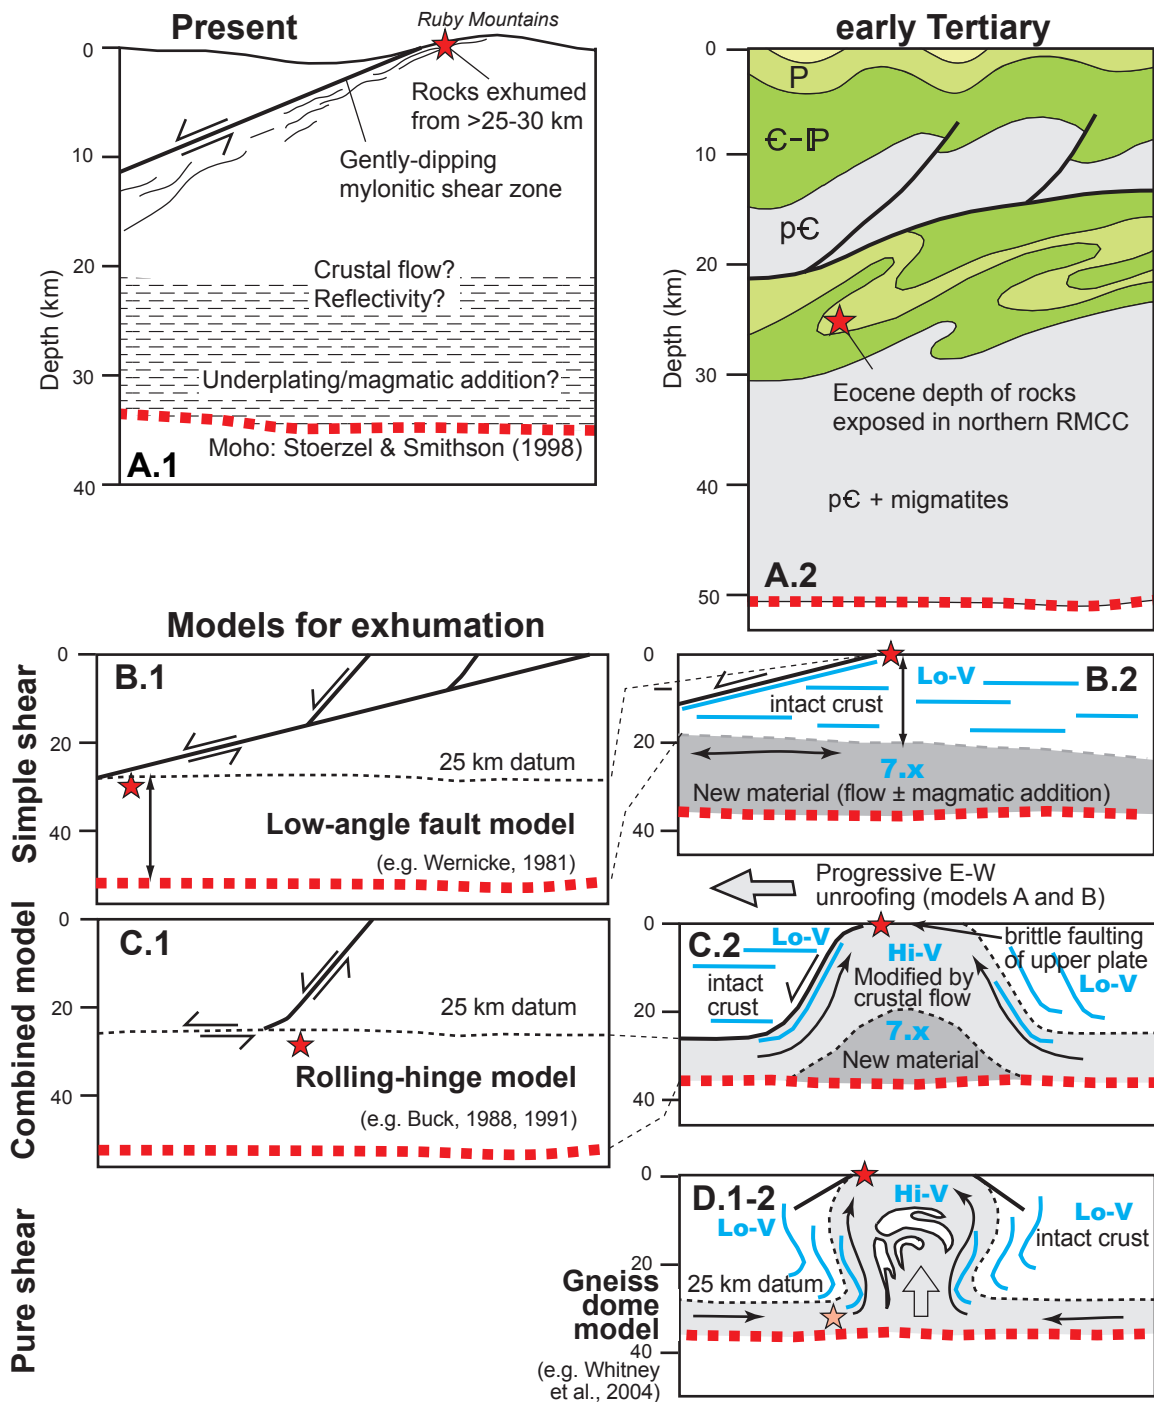 Present
Ruby Mountains
Rocks exhumed
from >25-30 km
Gently-dipping
mylonitic shear
zone
Crustal flow?
Reflectivity?
Underplating/magmatic addition?
Moho: Stoerzel & Smithson (1998)
A.1
Depth (km)
0
10
20
30
40
early Tertiary
P
Є-IP
pЄ
Eocene depth of rocks
exposed in northern RMCC
pЄ + migmatites
A.2
Depth (km)
0
10
20
30
40
50
Models for exhumation
Simple shear
B.1
0
20
40
25 km datum
Low-angle fault model
(e.g. Wernicke, 1981)
B.2
0
20
40
Lo-V
intact crust
7.x
New material (flow ± magmatic addition)
Progressive E-W
unroofing (models A and B)
Combined model
C.1
0
20
40
25 km datum
Rolling-hinge model
(e.g. Buck, 1988, 1991)
C.2
0
20
40
Lo-V
intact
crust
Hi-V
Modified by
crustal flow
7.x
New material
brittle faulting
of upper plate
Lo-V
Pure shear
Gneiss
dome
model
(e.g. Whitney
et al., 2004)
D.1-2
0
20
40
Lo-V
Hi-V
Lo-V
intact crust
25 km datum